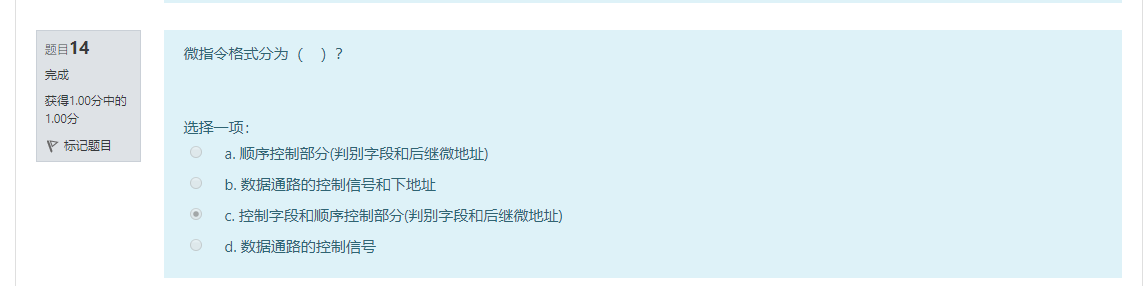 题目14
完成
获得1.00分中的
1.00分
标记题目
微指令格式分为（ ）?
选择一项：
a. 顺序控制部分(判别字段和后继微地址)
b. 数据通路的控制信号和下地址
c. 控制字段和顺序控制部分(判别字段和后继微地址)
d. 数据通路的控制信号